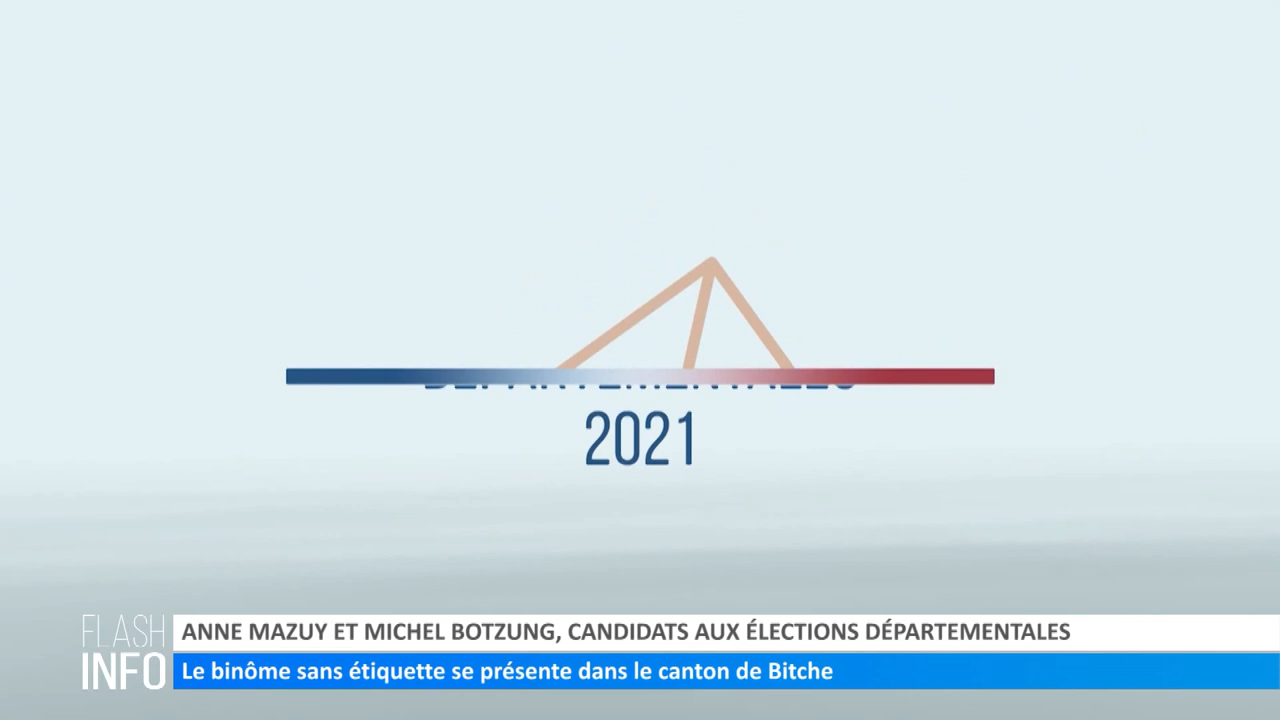 2021
FLASH
INFO
ANNE MAZUY ET MICHEL BOTZUNG, CANDIDATS AUX ÉLECTIONS DÉPARTEMENTALES
Le binôme sans étiquette se présente dans le canton de Bitche